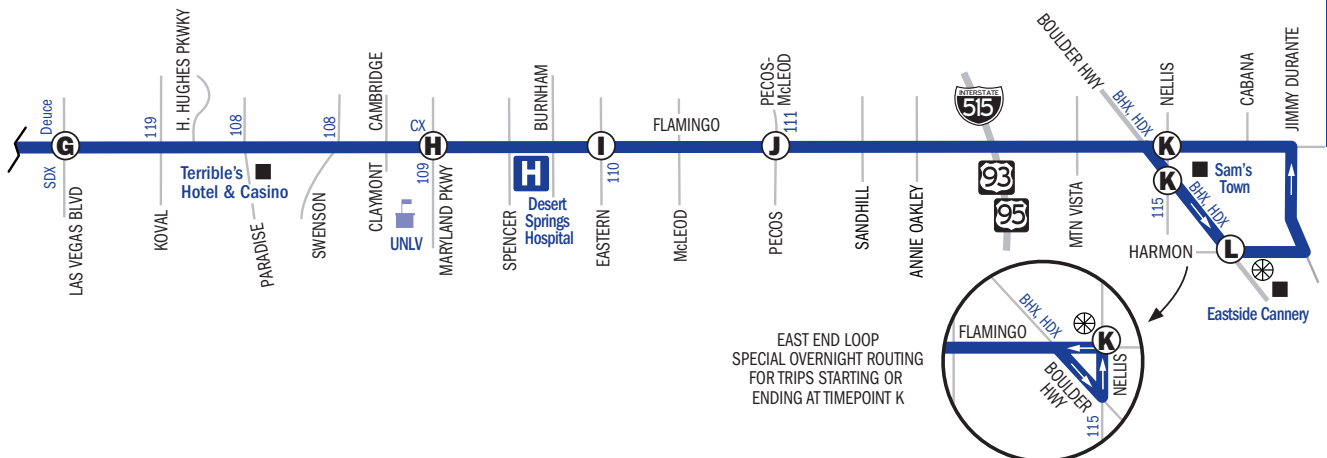 Deuce
G
SDX
LAS VEGAS BLVD
119
KOVAL
H. HUGHES PKWY
108
Terrible's
Hotel & Casino
PARADISE
108
SWENSON
CAMBRIDGE
CLAYMONT
UNLV
CX
H
109
MARYLAND PKWY
SPENCER
H
Desert
Springs
Hospital
BURNHAM
I
110
EASTERN
FLAMINGO
McLEOD
PECOS-
McLEOD
111
J
PECOS
SANDHILL
ANNIE OAKLEY
INTERSTATE
515
93
95
MTN VISTA
BOULDER HWY
BHX, HDX
NELLIS
K
K
115
BHX, HDX
Sam's
Town
CABANA
JIMMY DURANTE
HARMON
L
Eastside Cannery
EAST END LOOP
SPECIAL OVERNIGHT ROUTING
FOR TRIPS STARTING OR
ENDING AT TIMEPOINT K
FLAMINGO
BHX, HDX
K
BOULDER
HWY
NELLIS
115